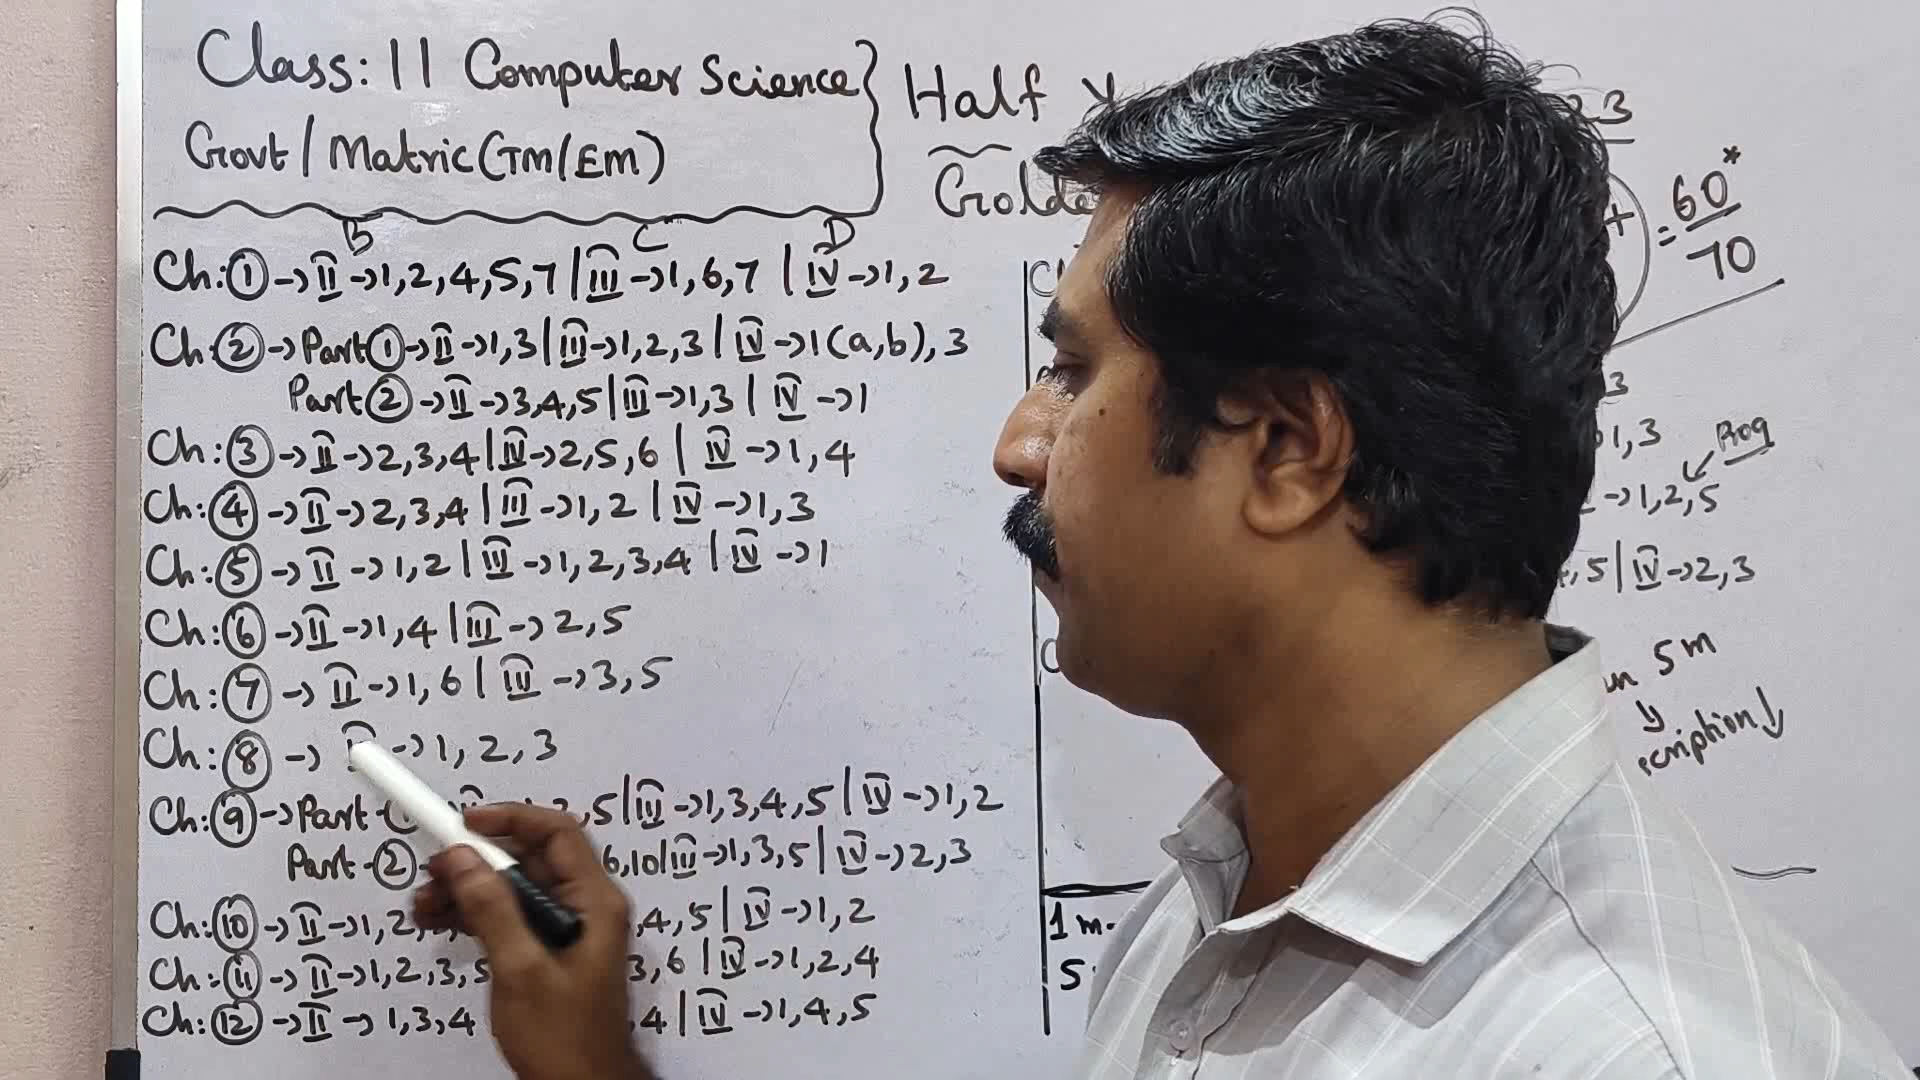 Class: 11 Computer Science
Govt / Matric (TM/EM)
Half
60*
= 70
B C D
Ch: 1 → II → 1, 2, 4, 5, 7 | III → 1, 6, 7 | IV → 1, 2
Ch: 2 → Part 1 → II → 1, 3 | III → 1, 2, 3 | IV → 1 (a, b), 3
Part 2 → II → 3, 4, 5 | III → 1, 3 | IV → 1
Ch: 3 → II → 2, 3, 4 | IV → 2, 5, 6 | IV → 1, 4
Ch: 4 → II → 2, 3, 4 | III → 1, 2 | IV → 1, 3
Ch: 5 → II → 1, 2 | III → 1, 2, 3, 4 | IV → 1
Ch: 6 → II → 1, 4 | III → 2, 5
Ch: 7 → II → 1, 6 | III → 3, 5
Ch: 8 → → 1, 2, 3
Ch: 9 → Part - 5 | III → 1, 3, 4, 5 | IV → 1, 2
Part - 2 - 6, 10 | III → 1, 3, 5 | IV → 2, 3
Ch: 10 → II → 1, 2, 4, 5 | IV → 1, 2
Ch: 11 → II → 1, 2, 3, 5 3, 6 | IV → 1, 2, 4
Ch: 12 → II → 1, 3, 4 4 | IV → 1, 4, 5
1, 3 Prog
→ 1, 2, 5
5 | IV → 2, 3
5 m
1 m.
5